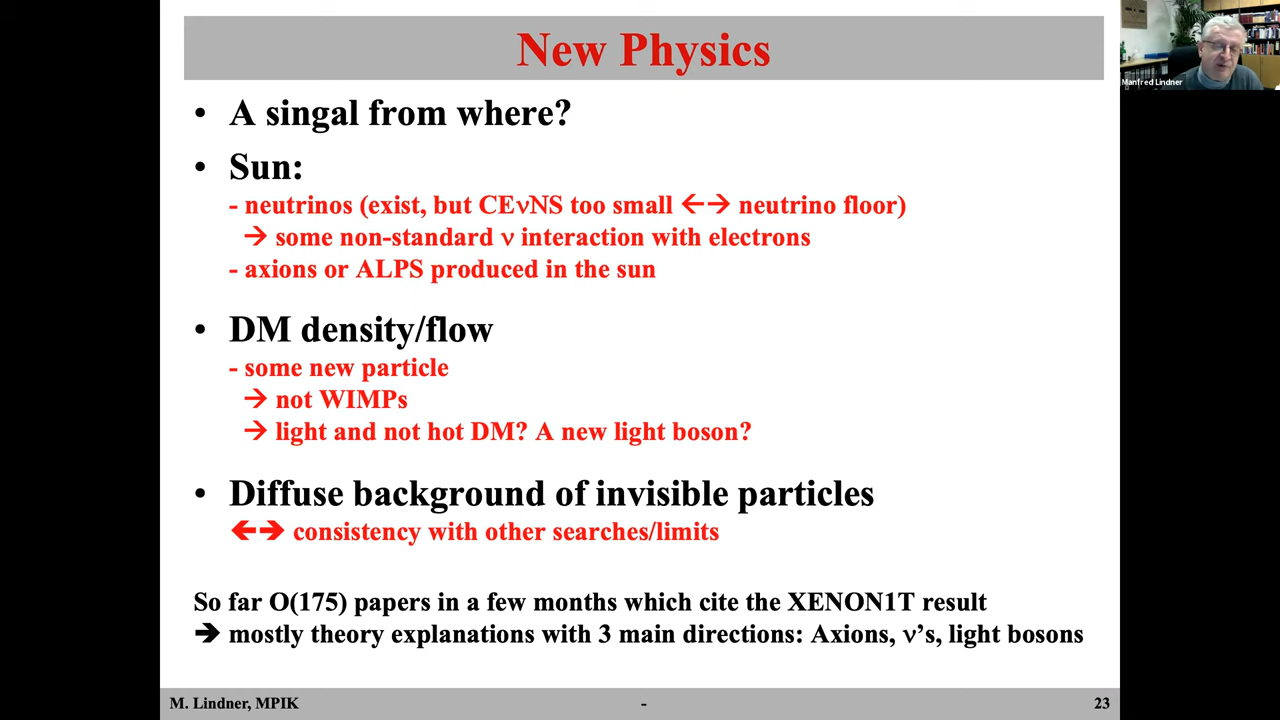 New Physics
• A singal from where?
• Sun:
- neutrinos (exist, but CEνNS too small ←→ neutrino floor)
→ some non-standard ν interaction with electrons
- axions or ALPS produced in the sun
• DM density/flow
- some new particle
→ not WIMPs
→ light and not hot DM? A new light boson?
• Diffuse background of invisible particles
←→ consistency with other searches/limits
So far O(175) papers in a few months which cite the XENON1T result
→ mostly theory explanations with 3 main directions: Axions, ν’s, light bosons
M. Lindner, MPIK - 23
Manfred Lindner